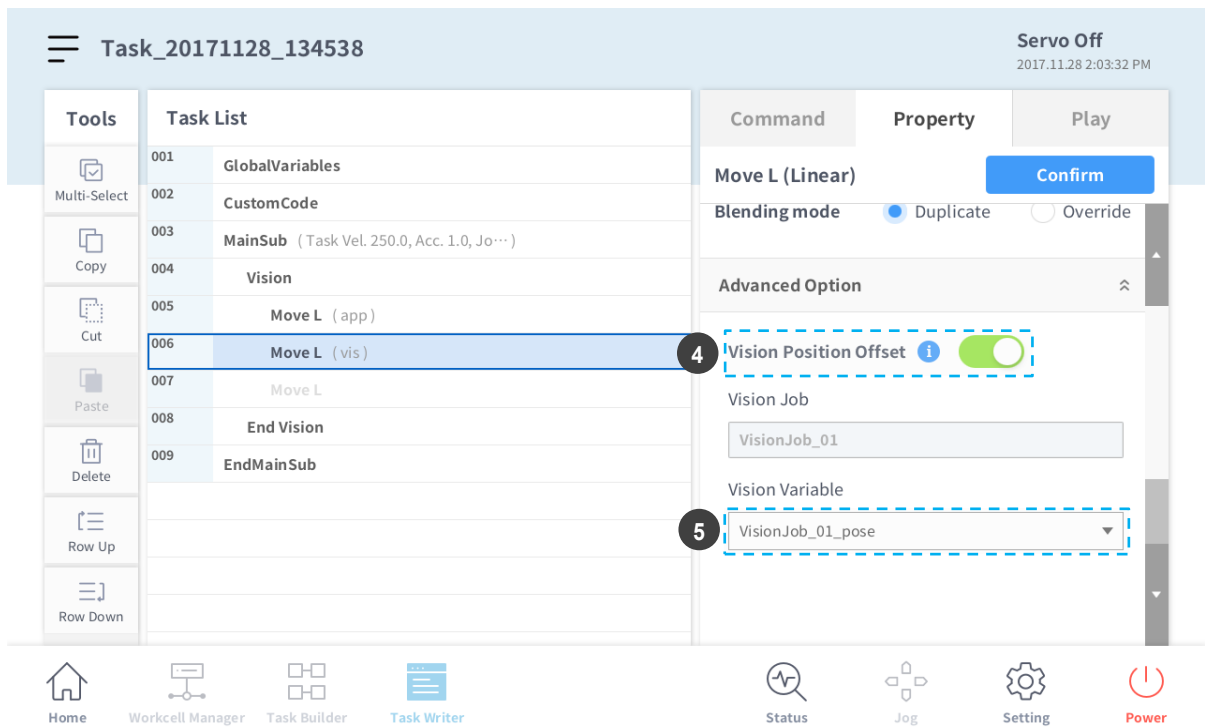 Task_20171128_134538
Servo Off
2017.11.28 2:03:32 PM
Tools
Multi-Select
Copy
Cut
Paste
Delete
Row Up
Row Down
Task List
001 GlobalVariables
002 CustomCode
003 MainSub ( Task Vel. 250.0, Acc. 1.0, Jo⋯ )
004 Vision
005 Move L ( app )
006 Move L ( vis )
007 Move L
008 End Vision
009 EndMainSub
Command Property Play
Move L (Linear) Confirm
Blending mode Duplicate Override
Advanced Option
4 Vision Position Offset i
Vision Job
VisionJob_01
Vision Variable
5 VisionJob_01_pose
Home Workcell Manager Task Builder Task Writer Status Jog Setting Power